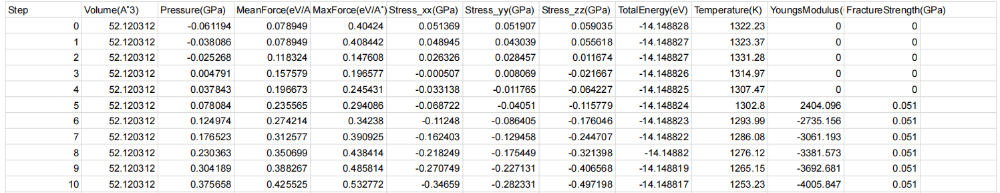 Step Volume(A˚3) Pressure(GPa) MeanForce(eV/A MaxForce(eV/A˚) Stress_xx(GPa) Stress_yy(GPa) Stress_zz(GPa) TotalEnergy(eV) Temperature(K) YoungsModulus( FractureStrength(GPa)
0 52.120312 -0.061194 0.078949 0.40424 0.051369 0.051907 0.059035 -14.148828 1322.23 0 0
1 52.120312 -0.038086 0.078949 0.408442 0.048945 0.043039 0.055618 -14.148827 1323.37 0 0
2 52.120312 -0.025268 0.118324 0.147608 0.026326 0.028457 0.011674 -14.148827 1331.28 0 0
3 52.120312 0.004791 0.157579 0.196577 -0.000507 0.008069 -0.021667 -14.148826 1314.97 0 0
4 52.120312 0.037843 0.196673 0.245431 -0.033138 -0.011765 -0.064227 -14.148825 1307.47 0 0
5 52.120312 0.078084 0.235565 0.294086 -0.068722 -0.04051 -0.115779 -14.148824 1302.8 2404.096 0.051
6 52.120312 0.124974 0.274214 0.34238 -0.11248 -0.086405 -0.176046 -14.148823 1293.99 -2735.156 0.051
7 52.120312 0.176523 0.312577 0.390925 -0.162403 -0.129458 -0.244707 -14.148822 1286.08 -3061.193 0.051
8 52.120312 0.230363 0.350699 0.438414 -0.218249 -0.175449 -0.321398 -14.14882 1276.12 -3381.573 0.051
9 52.120312 0.304189 0.388267 0.485814 -0.270749 -0.227131 -0.406568 -14.148819 1265.15 -3692.681 0.051
10 52.120312 0.375658 0.425525 0.532772 -0.34659 -0.282331 -0.497198 -14.148817 1253.23 -4005.847 0.051